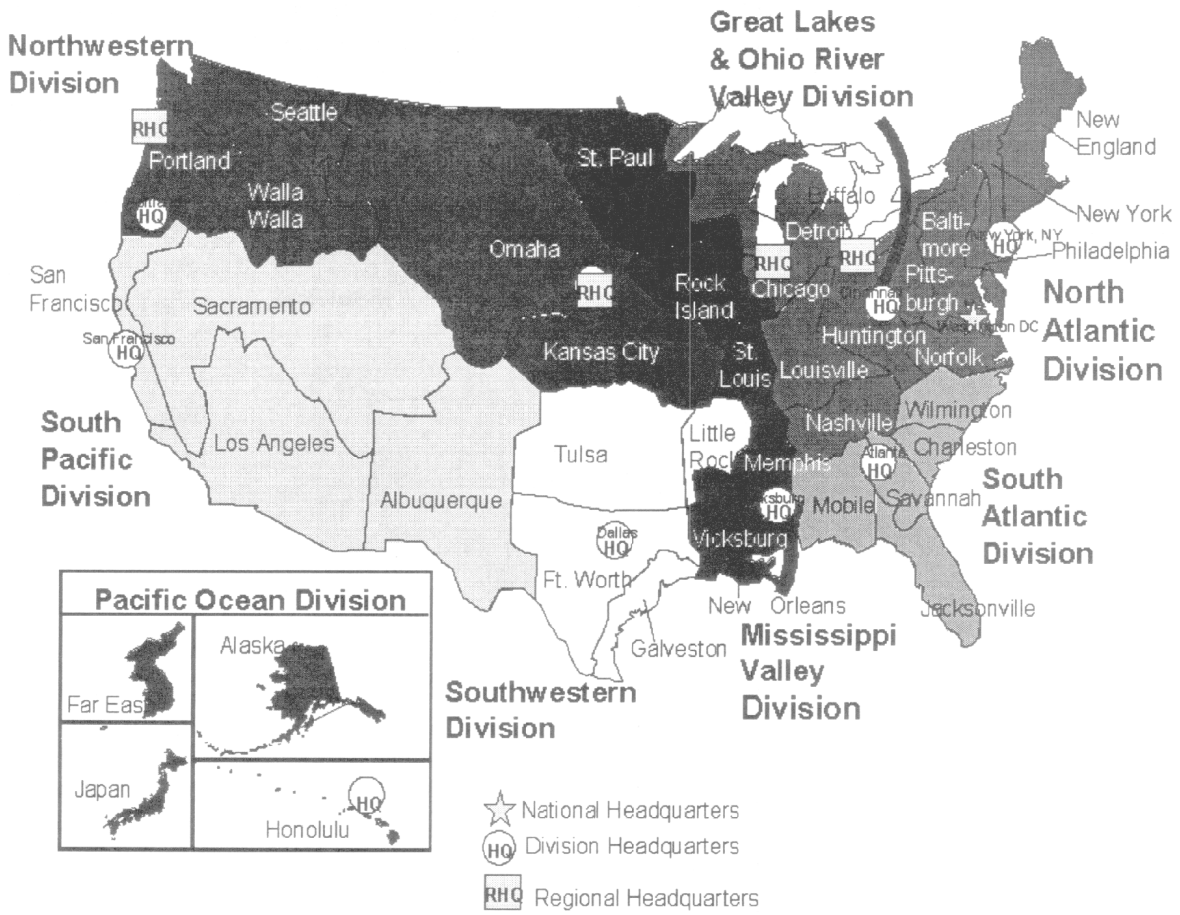 Great Lakes
& Ohio River
Valley Division
Northwestern
Division
Seattle
RHQ
Portland
Walla
Walla
HQ
St. Paul
Omaha
RHQ
Kansas City
Rock
Island
St.
Louis
Buffalo
Detroit
RHQ
RHQ
Chicago
Balti-
more
Pitts-
burgh
Cincinnati
HQ
Huntington
Louisville
Nashville
New
England
New York
New York, NY
HQ
Philadelphia
Washington DC
Norfolk
North
Atlantic
Division
San
Francisco
Sacramento
San Francisco
HQ
South
Pacific
Division
Los Angeles
Albuquerque
Tulsa
Little
Rock
Memphis
HQ
Vicksburg
Dallas
HQ
Ft. Worth
Wilmington
Charleston
Atlanta
HQ
Savannah
Mobile
South
Atlantic
Division
Jacksonville
New Orleans
Galveston
Mississippi
Valley
Division
Southwestern
Division
Pacific Ocean Division
Far East
Alaska
Japan
HQ
Honolulu
National Headquarters
HQ Division Headquarters
RHQ Regional Headquarters